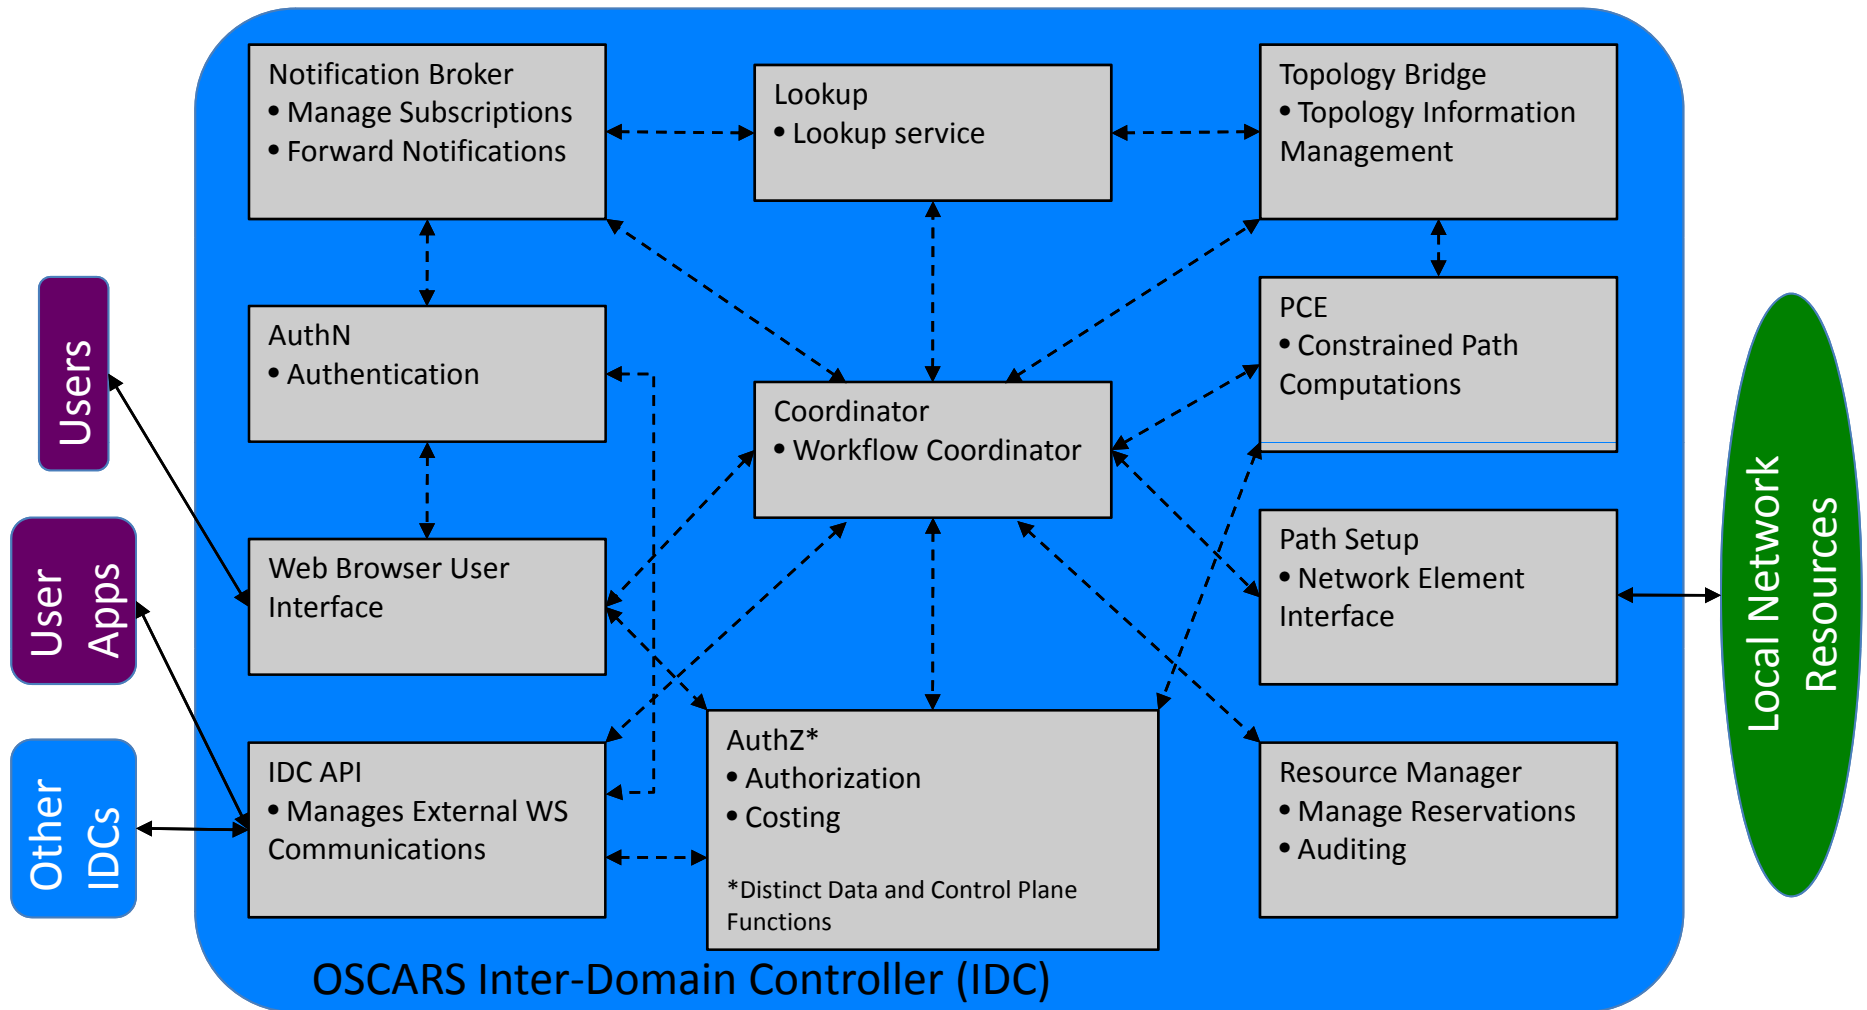 Notification Broker
• Manage Subscriptions
• Forward Notifications
Lookup
• Lookup service
Topology Bridge
• Topology Information
Management
AuthN
• Authentication
PCE
• Constrained Path
Computations
Coordinator
• Workflow Coordinator
Web Browser User
Interface
Path Setup
• Network Element
Interface
IDC API
• Manages External WS
Communications
AuthZ*
• Authorization
• Costing
*Distinct Data and Control Plane
Functions
Resource Manager
• Manage Reservations
• Auditing
OSCARS Inter-Domain Controller (IDC)
Users
User
Apps
Other
IDCs
Local Network
Resources